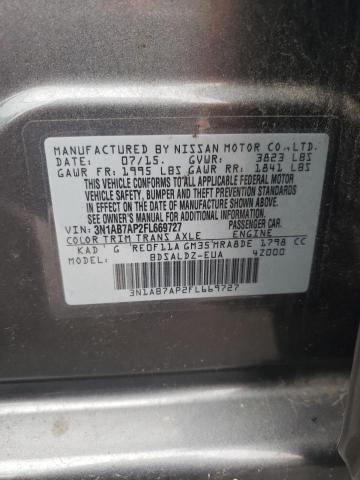 MANUFACTURED BY NISSAN MOTOR CO.,LTD.
DATE: 07/15. GVWR: 3823 LBS
GAWR FR: 1995 LBS GAWR RR: 1841 LBS
THIS VEHICLE CONFORMS TO ALL APPLICABLE
FEDERAL MOTOR VEHICLE SAFETY, BUMPER, AND THEFT PREVENTION STANDARDS
IN EFFECT ON THE DATE OF MANUFACTURE SHOWN ABOVE.
SEE OWNER'S MANUAL FOR ADDITIONAL INFORMATION.
VIN: 3N1AB7AP2FL669727 PASSENGER CAR
COLOR TRIM TRANS AXLE ENGINE
KAD G RE0F11A GM35 MRA8DE 1798 CC
BDSALDZ-EUA 4Z000
3N1AB7AP2FL669727